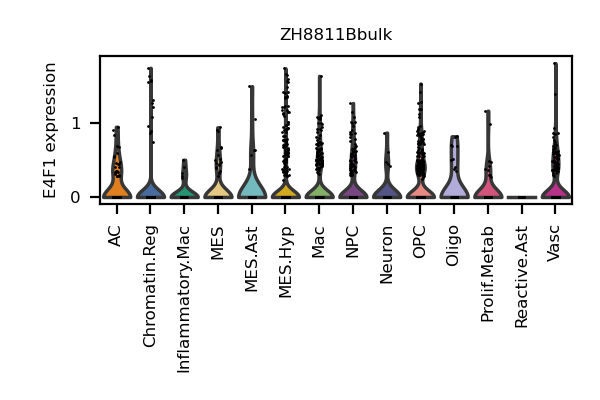 ZH8811Bbulk
E4F1 expression
1
0
AC
Chromatin.Reg
Inflammatory.Mac
MES
MES.Ast
MES.Hyp
Mac
NPC
Neuron
OPC
Oligo
Prolif.Metab
Reactive.Ast
Vasc